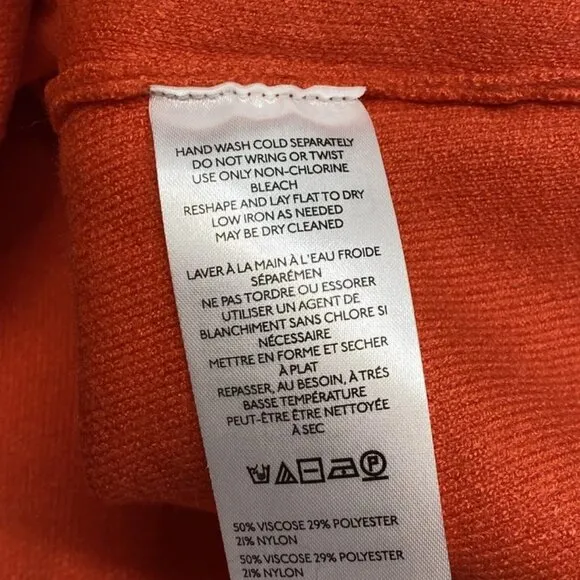 HAND WASH COLD SEPARATELY
DO NOT WRING OR TWIST
USE ONLY NON-CHLORINE
BLEACH
RESHAPE AND LAY FLAT TO DRY
LOW IRON AS NEEDED
MAY BE DRY CLEANED
LAVER À LA MAIN À L'EAU FROIDE
SÉPARÉMEN
NE PAS TORDRE OU ESSORER
UTILISER UN AGENT DE
BLANCHIMENT SANS CHLORE SI
NÉCESSAIRE
METTRE EN FORME ET SECHER
À PLAT
REPASSER, AU BESOIN, À TRÉS
BASSE TEMPÉRATURE
PEUT-ÊTRE ÊTRE NETTOYÉE
À SEC
P
50% VISCOSE 29% POLYESTER
21% NYLON
50% VISCOSE 29% POLYESTER
21% NYLON